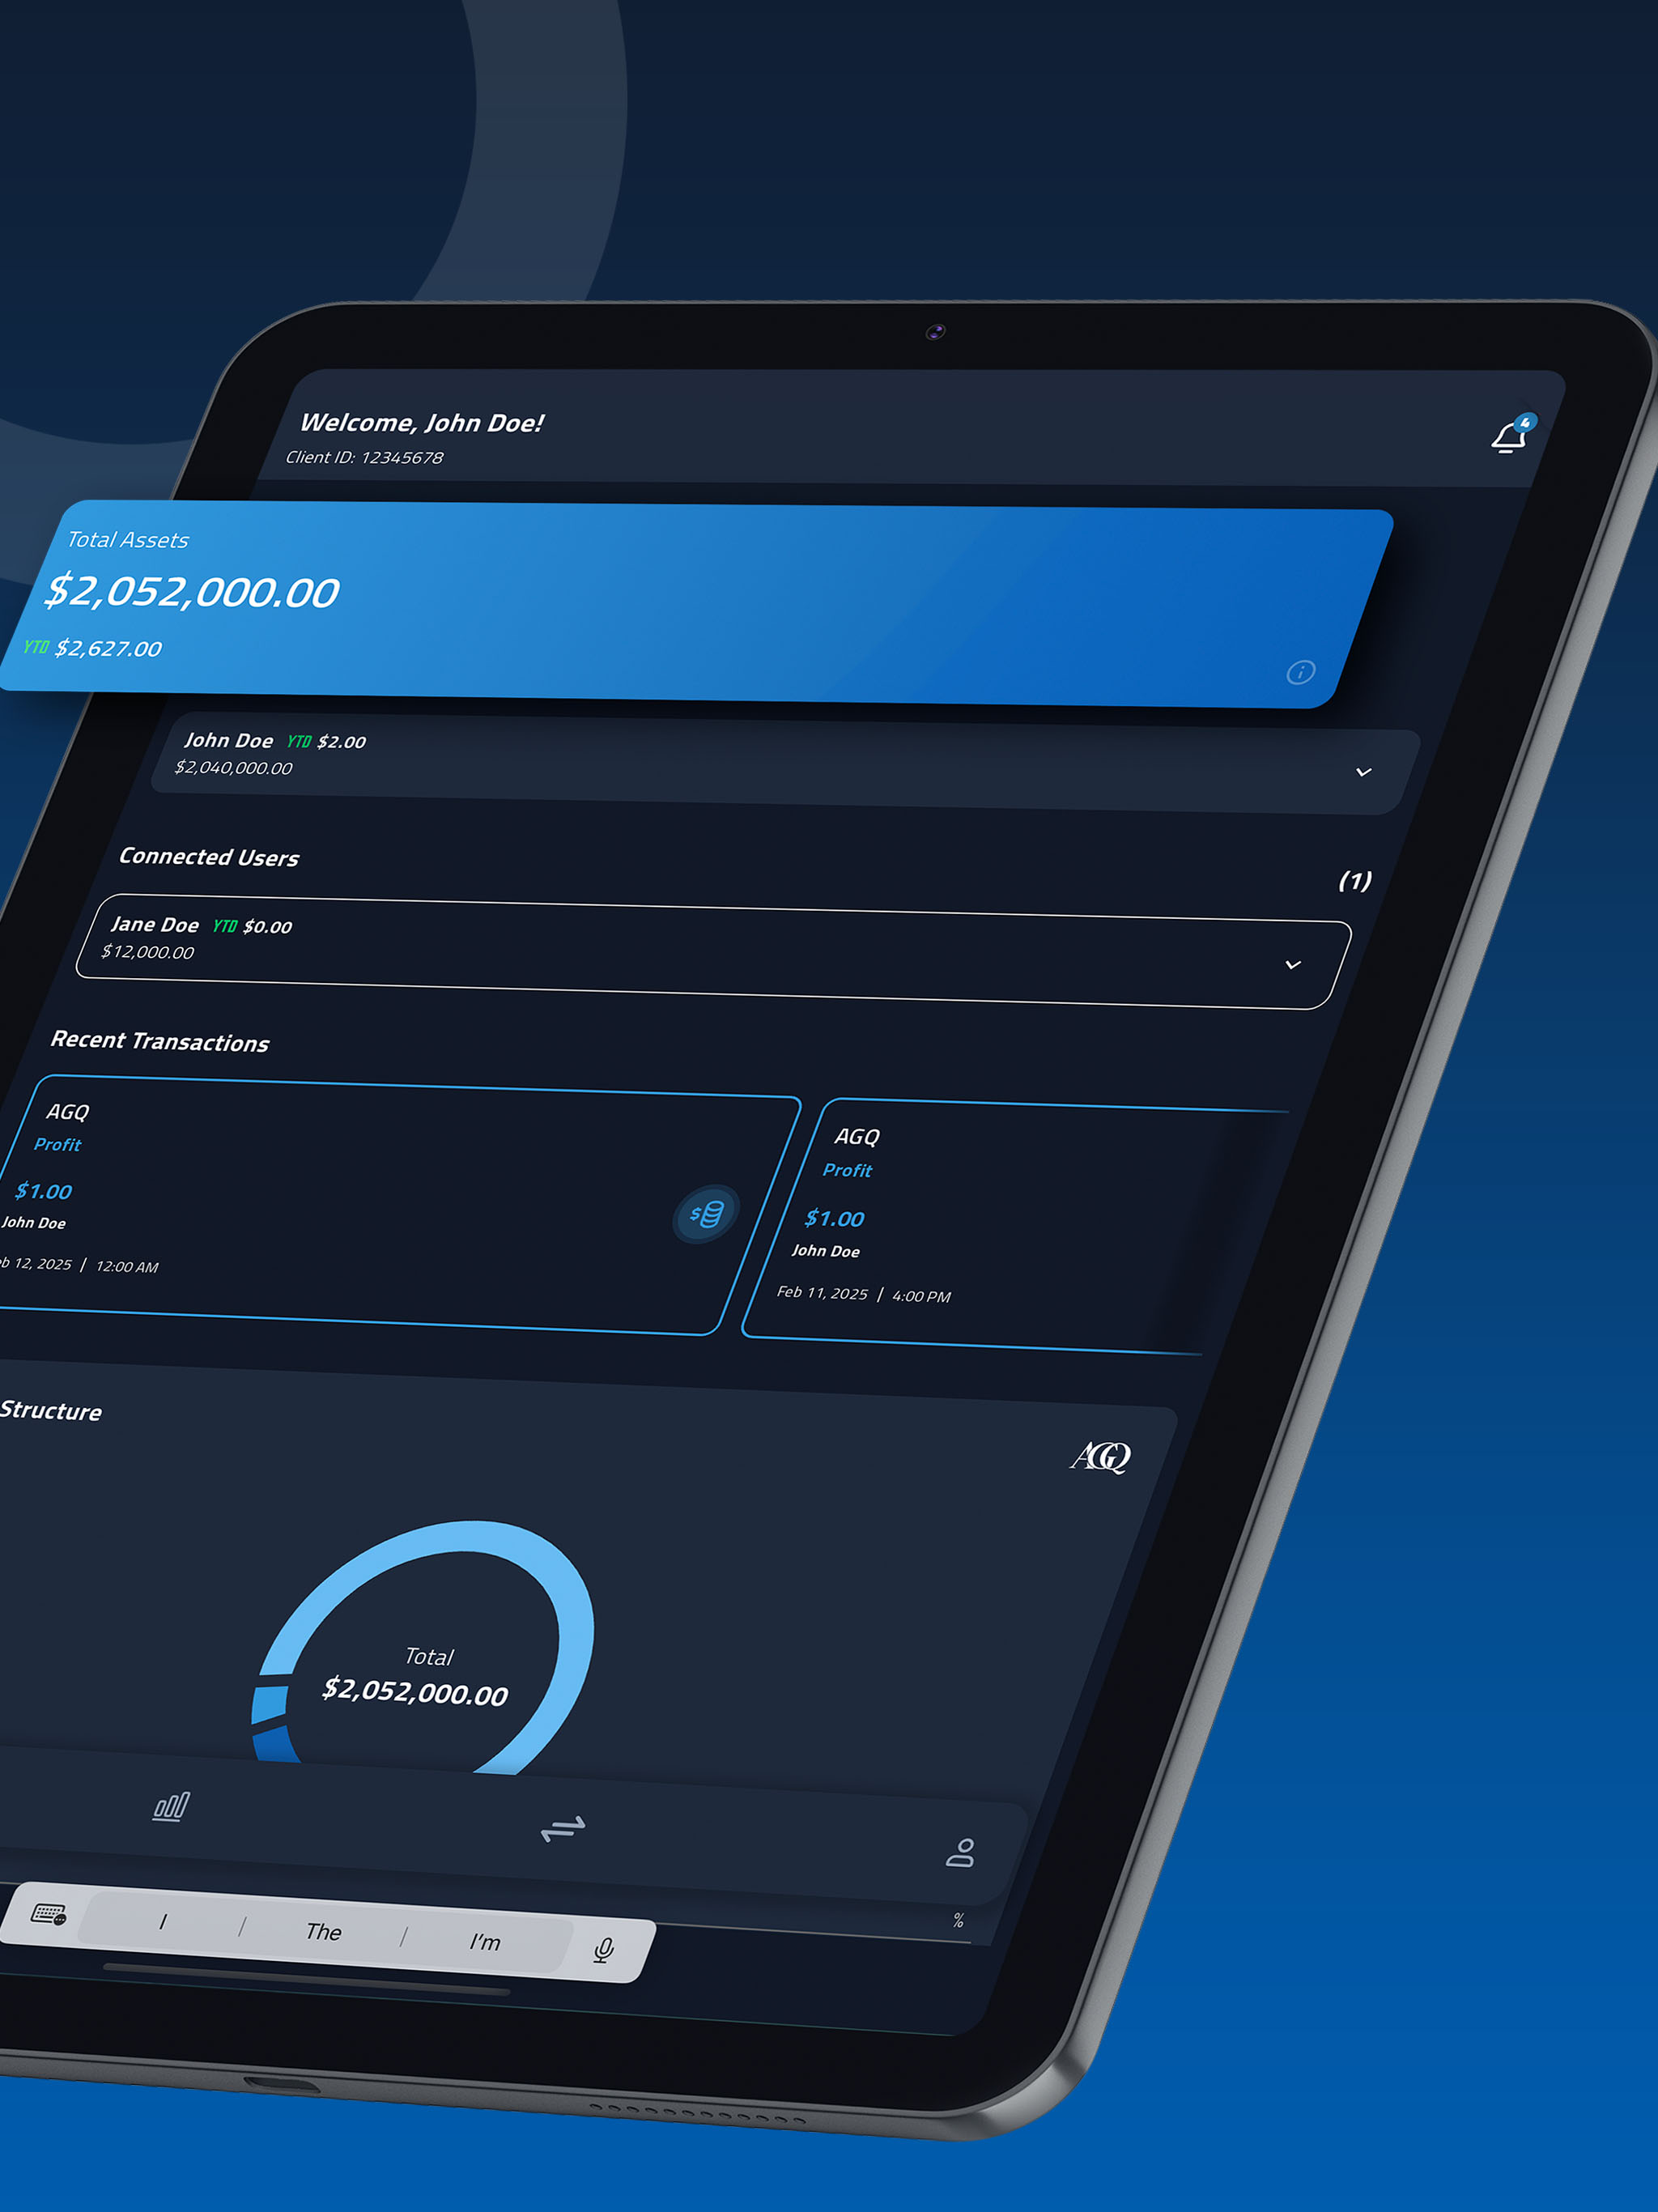 Welcome, John Doe!
Client ID: 12345678
4
Total Assets
$2,052,000.00
YTD $2,627.00
John Doe YTD $2.00
$2,040,000.00
Connected Users
(1)
Jane Doe YTD $0.00
$12,000.00
Recent Transactions
AGQ
Profit
$1.00
John Doe
eb 12, 2025 | 12:00 AM
AGQ
Profit
$1.00
John Doe
Feb 11, 2025 | 4:00 PM
Structure
AGQ
Total
$2,052,000.00
%
I | The | I'm